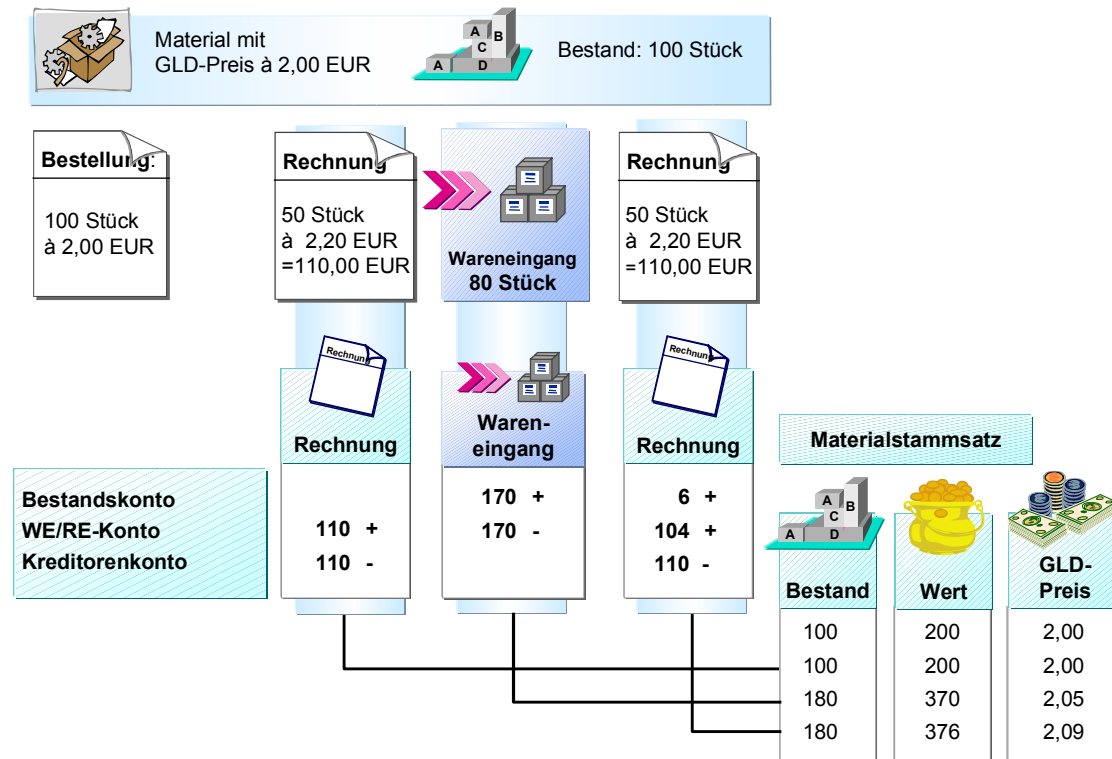 Material mit
GLD-Preis à 2,00 EUR
A
B
C
A
D
Bestand: 100 Stück
Bestellung:
100 Stück
à 2,00 EUR
Rechnung
50 Stück
à 2,20 EUR
=110,00 EUR
Wareneingang
80 Stück
Rechnung
50 Stück
à 2,20 EUR
=110,00 EUR
Rechnung
Rechnung
Waren-
eingang
Rechnung
Rechnung
Materialstammsatz
Bestandskonto
WE/RE-Konto
Kreditorenkonto
110 +
110 -
170 +
170 -
6 +
104 +
110 -
A
B
C
A
D
Bestand
Wert
GLD-
Preis
100 200 2,00
100 200 2,00
180 370 2,05
180 376 2,09